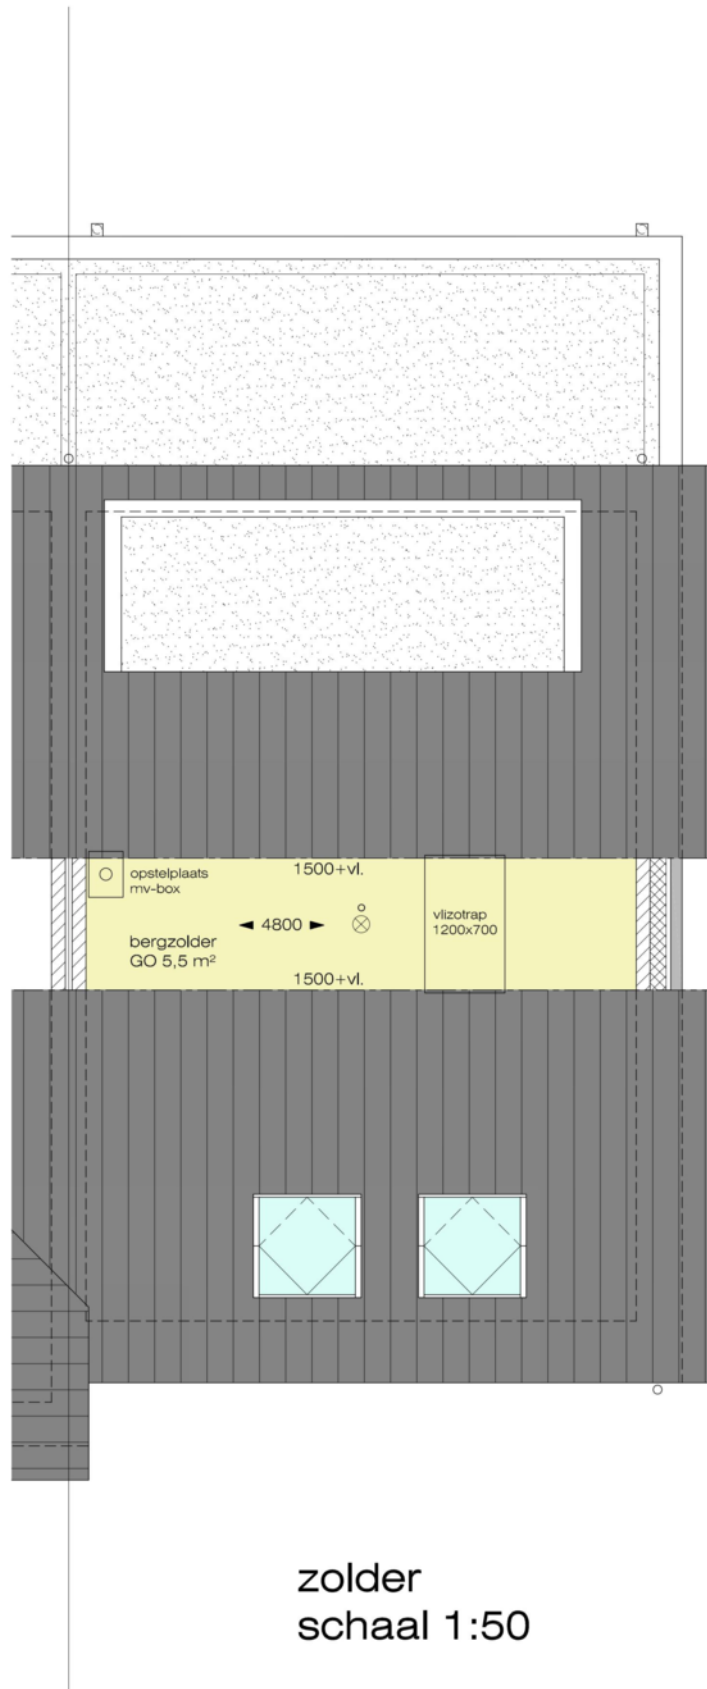 1500+vl.
opstelplaats
mv-box
4800
vlizotrap
1200x700
bergzolder
GO 5,5 m²
1500+vl.
zolder
schaal 1:50